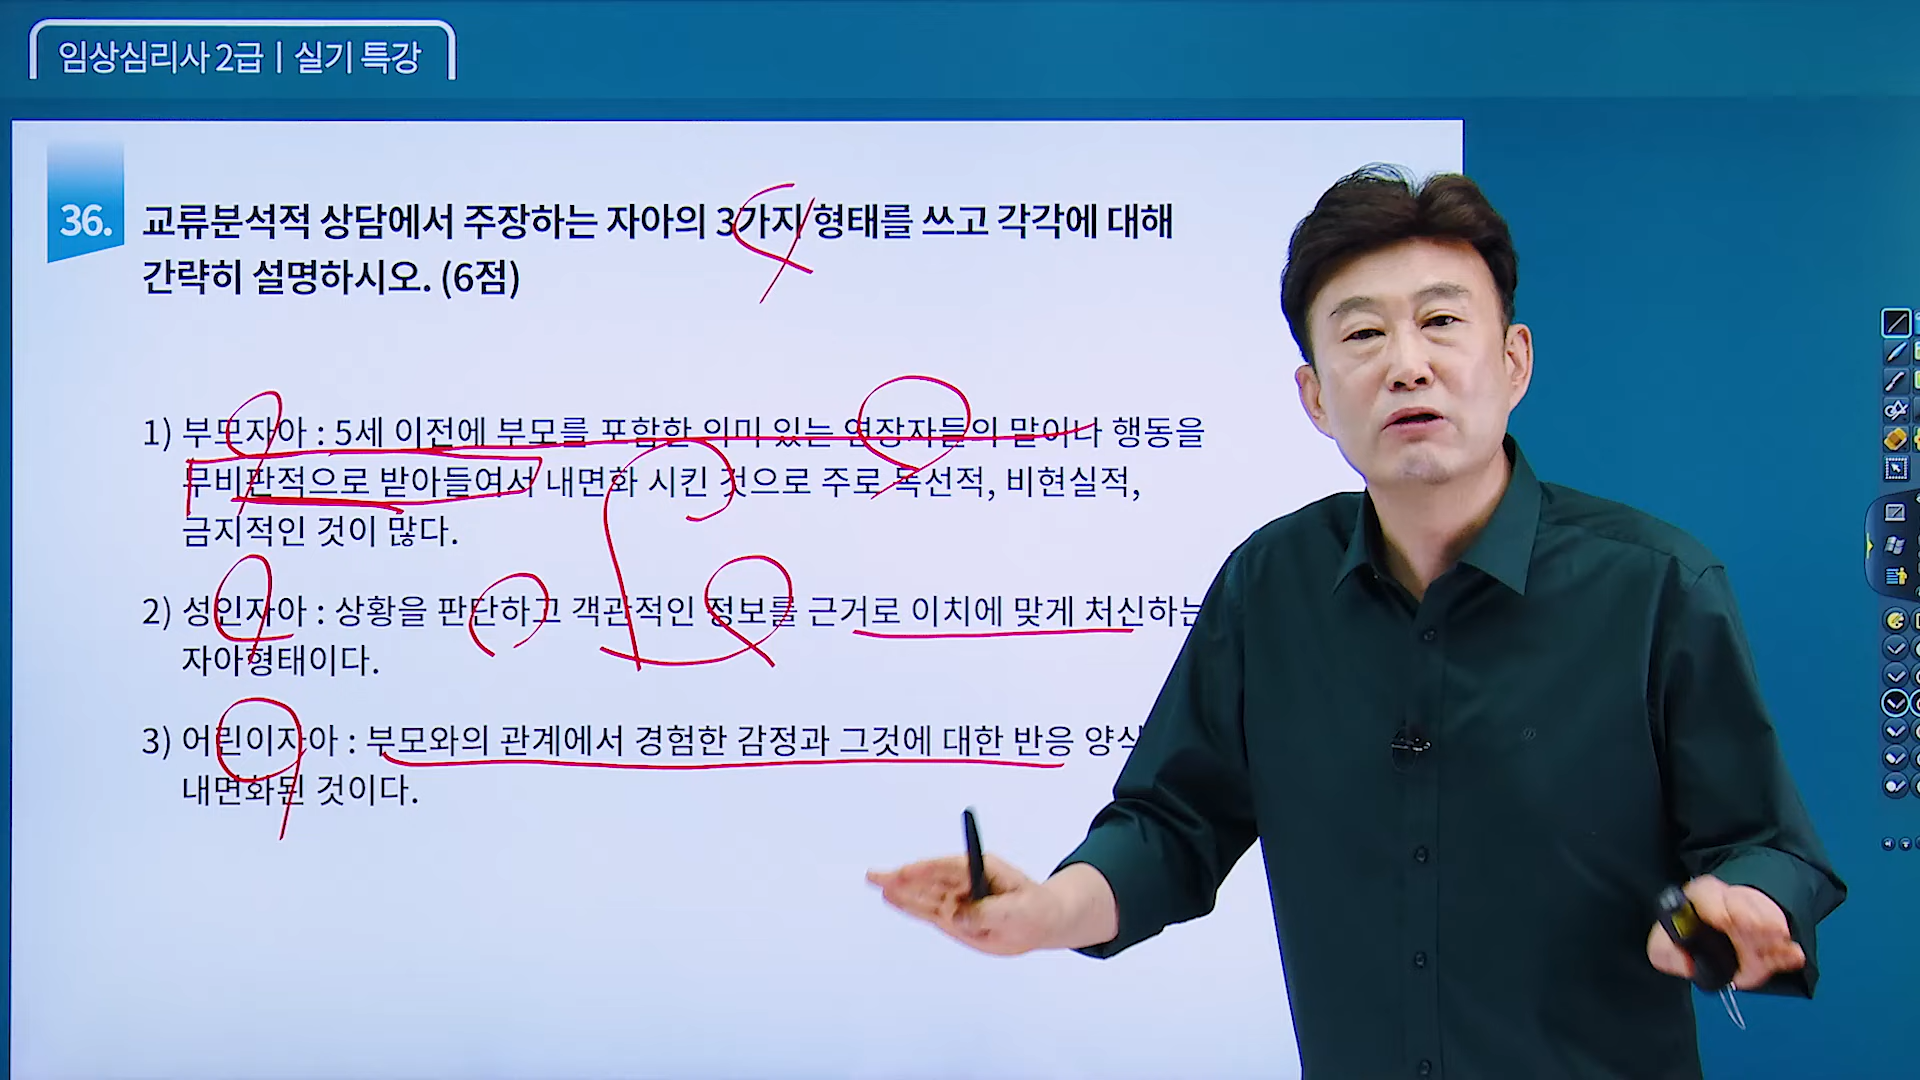 임상심리사 2급 | 실기 특강
36. 교류분석적 상담에서 주장하는 자아의 3가지 형태를 쓰고 각각에 대해
간략히 설명하시오. (6점)
1) 부모자아 : 5세 이전에 부모를 포함한 의미 있는 연장자들의 말이나 행동을
무비판적으로 받아들여서 내면화 시킨 것으로 주로 독선적, 비현실적,
금지적인 것이 많다.
2) 성인자아 : 상황을 판단하고 객관적인 정보를 근거로 이치에 맞게 처신하는
자아형태이다.
3) 어린이자아 : 부모와의 관계에서 경험한 감정과 그것에 대한 반응 양식
내면화된 것이다.